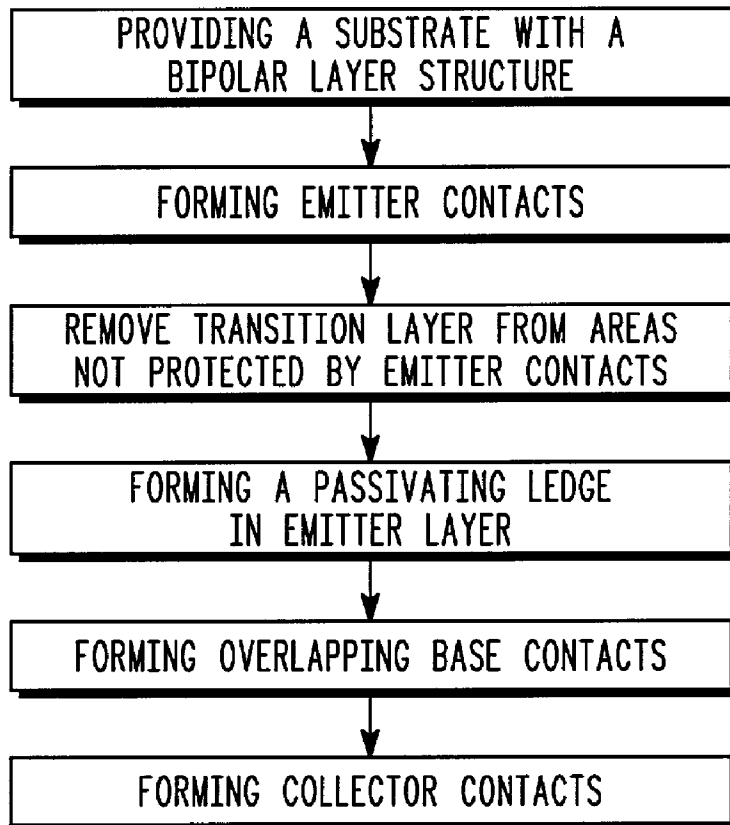 PROVIDING A SUBSTRATE WITH A
BIPOLAR LAYER STRUCTURE
FORMING EMITTER CONTACTS
REMOVE TRANSITION LAYER FROM AREAS
NOT PROTECTED BY EMITTER CONTACTS
FORMING A PASSIVATING LEDGE
IN EMITTER LAYER
FORMING OVERLAPPING BASE CONTACTS
FORMING COLLECTOR CONTACTS